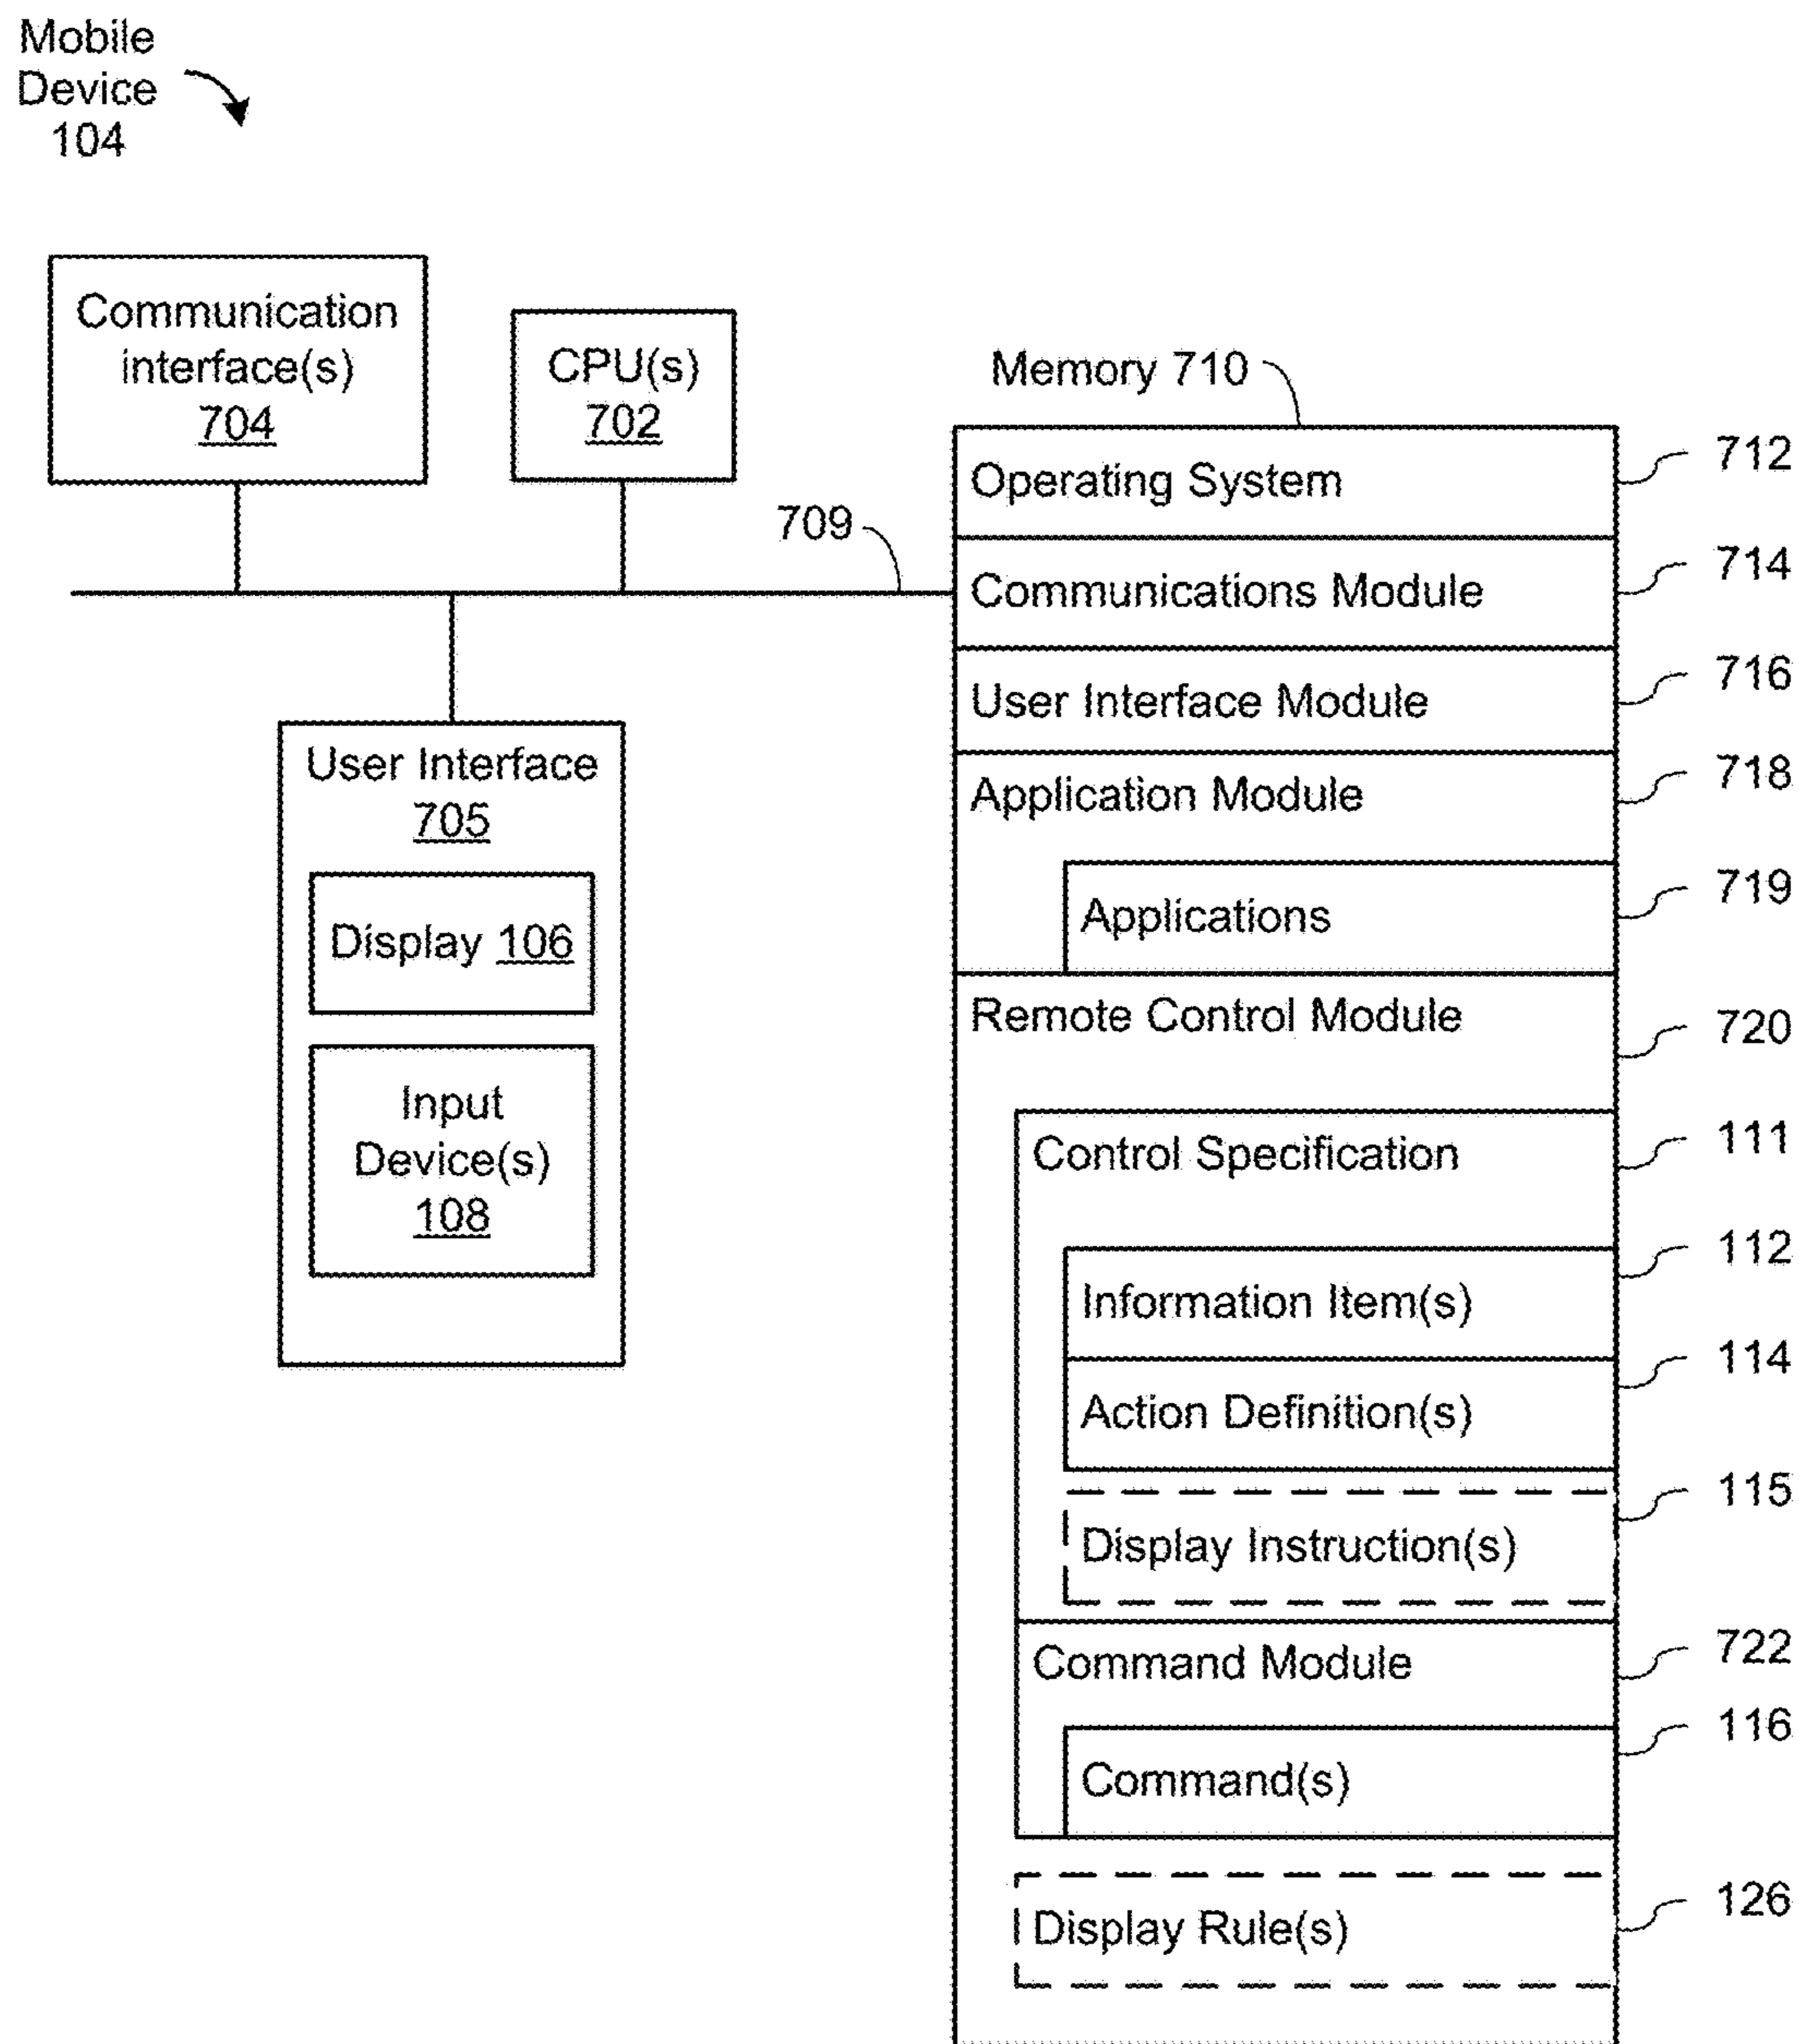 Mobile
Device
104
Communication
interface(s)
704
CPU(s)
702
Memory 710
709
User Interface
705
Display 106
Input
Device(s)
108
Operating System
712
Communications Module
714
User Interface Module
716
Application Module
718
Applications
719
Remote Control Module
720
Control Specification
111
Information Item(s)
112
Action Definition(s)
114
Display Instruction(s)
115
Command Module
722
Command(s)
116
Display Rule(s)
126